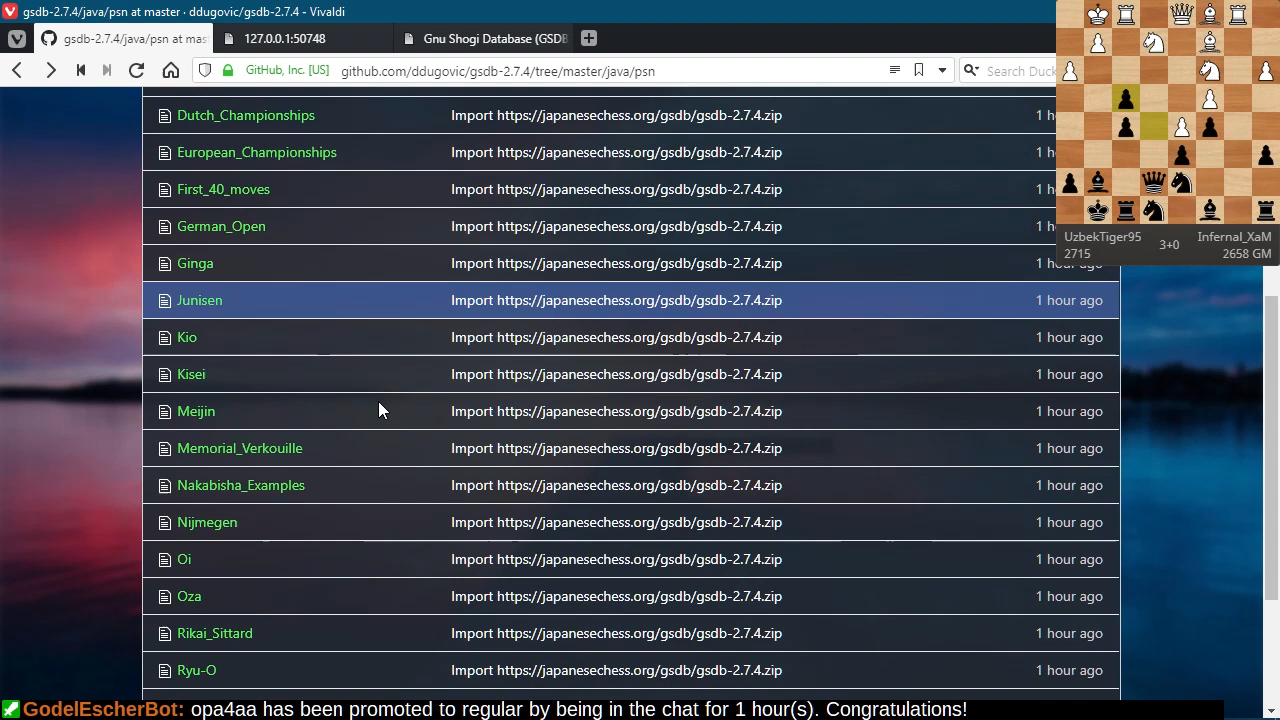 gsdb-2.7.4/java/psn at master · ddugovic/gsdb-2.7.4 - Vivaldi
gsdb-2.7.4/java/psn at mas
127.0.0.1:50748
Gnu Shogi Database (GSDB
GitHub, Inc. [US]
github.com/ddugovic/gsdb-2.7.4/tree/master/java/psn
Search Duck
Dutch_Championships Import https://japanesechess.org/gsdb/gsdb-2.7.4.zip 1 h
European_Championships Import https://japanesechess.org/gsdb/gsdb-2.7.4.zip 1 h
First_40_moves Import https://japanesechess.org/gsdb/gsdb-2.7.4.zip 1 h
German_Open Import https://japanesechess.org/gsdb/gsdb-2.7.4.zip 1 h
Ginga Import https://japanesechess.org/gsdb/gsdb-2.7.4.zip 1 hour ago
Junisen Import https://japanesechess.org/gsdb/gsdb-2.7.4.zip 1 hour ago
Kio Import https://japanesechess.org/gsdb/gsdb-2.7.4.zip 1 hour ago
Kisei Import https://japanesechess.org/gsdb/gsdb-2.7.4.zip 1 hour ago
Meijin Import https://japanesechess.org/gsdb/gsdb-2.7.4.zip 1 hour ago
Memorial_Verkouille Import https://japanesechess.org/gsdb/gsdb-2.7.4.zip 1 hour ago
Nakabisha_Examples Import https://japanesechess.org/gsdb/gsdb-2.7.4.zip 1 hour ago
Nijmegen Import https://japanesechess.org/gsdb/gsdb-2.7.4.zip 1 hour ago
Oi Import https://japanesechess.org/gsdb/gsdb-2.7.4.zip 1 hour ago
Oza Import https://japanesechess.org/gsdb/gsdb-2.7.4.zip 1 hour ago
Rikai_Sittard Import https://japanesechess.org/gsdb/gsdb-2.7.4.zip 1 hour ago
Ryu-O Import https://japanesechess.org/gsdb/gsdb-2.7.4.zip 1 hour ago
UzbekTiger95 3+0 Infernal_XaM
2715 2658 GM
GodelEscherBot: opa4aa has been promoted to regular by being in the chat for 1 hour(s). Congratulations!